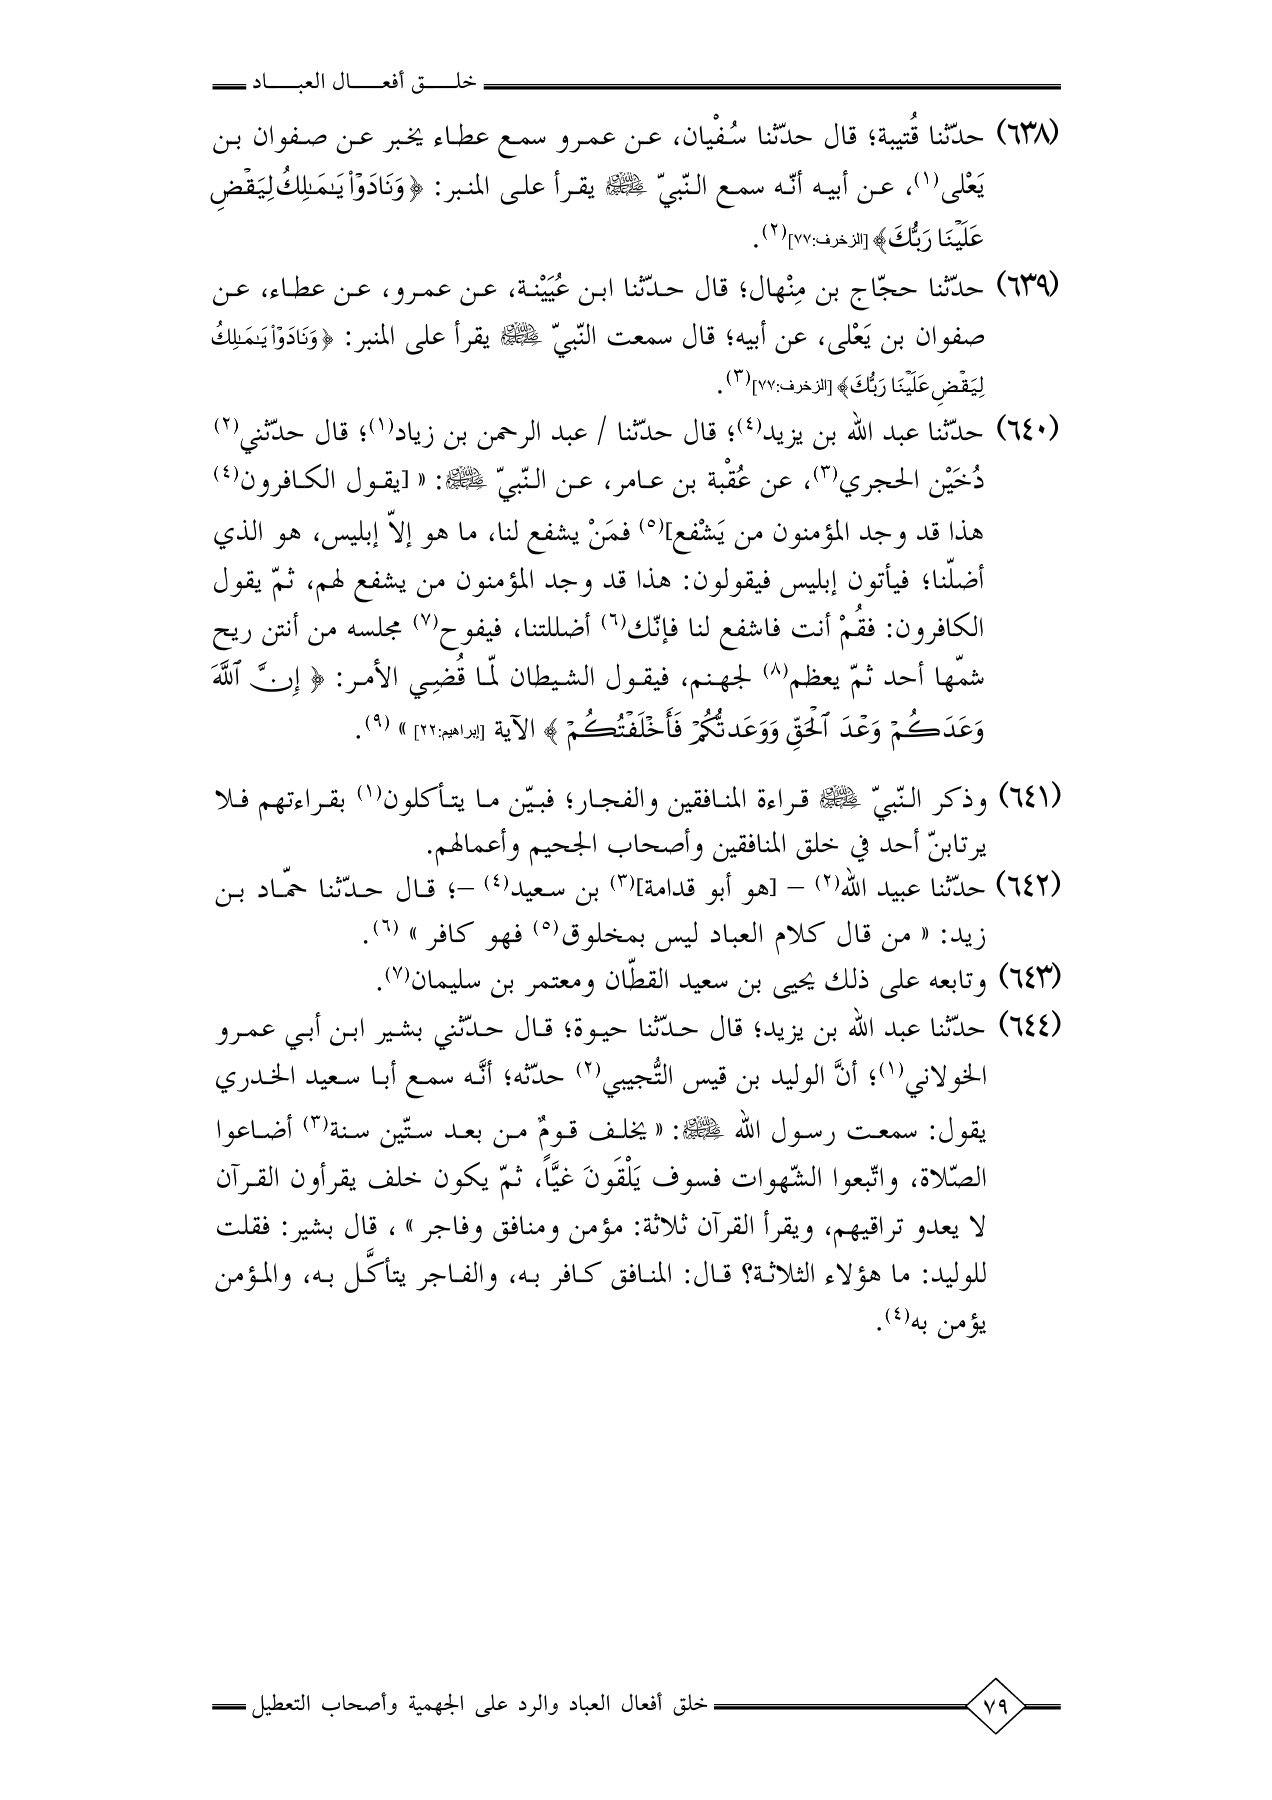 خلـــق أفعـــال العبـــاد
(٦٣٨) حدّثنا قُتيبة؛ قال حدّثنا سُفْيان، عن عمرو سمع عطاء يخبر عن صفوان بن
يَعْلى(١)، عن أبيه أنّه سمع النّبيّ ﷺ يقرأ على المنبر: ﴿ وَنَادَوْاْ يَـٰمَـٰلِكُ لِيَقْضِ
عَلَيْنَا رَبُّكَ﴾ [الزخرف:٧٧](٢).
(٦٣٩) حدّثنا حجّاج بن مِنْهال؛ قال حدّثنا ابن عُيَيْنة، عن عمرو، عن عطاء، عن
صفوان بن يَعْلى، عن أبيه؛ قال سمعت النّبيّ ﷺ يقرأ على المنبر: ﴿ وَنَادَوْاْ يَـٰمَـٰلِكُ
لِيَقْضِ عَلَيْنَا رَبُّكَ﴾ [الزخرف:٧٧](٣).
(٦٤٠) حدّثنا عبد الله بن يزيد(٤)؛ قال حدّثنا / عبد الرحمن بن زياد(١)؛ قال حدّثني(٢)
دُخَيْن الحجري(٣)، عن عُقْبة بن عامر، عن النّبيّ ﷺ: « [يقول الكافرون(٤)
هذا قد وجد المؤمنون من يَشْفع](٥) فمَنْ يشفع لنا، ما هو إلاّ إبليس، هو الذي
أضلّنا؛ فيأتون إبليس فيقولون: هذا قد وجد المؤمنون من يشفع لهم، ثمّ يقول
الكافرون: فقُمْ أنت فاشفع لنا فإنّك(٦) أضللتنا، فيفوح(٧) مجلسه من أنتن ريح
شمّها أحد ثمّ يعظم(٨) لجهنم، فيقول الشيطان لمّا قُضِي الأمر: ﴿ إِنَّ ٱللَّهَ
وَعَدَكُمْ وَعْدَ ٱلْحَقِّ وَوَعَدتُّكُمْ فَأَخْلَفْتُكُمْ ﴾ الآية [إبراهيم:٢٢] » (٩).
(٦٤١) وذكر النّبيّ ﷺ قراءة المنافقين والفجار؛ فبيّن ما يتأكلون(١) بقراءتهم فلا
يرتابنّ أحد في خلق المنافقين وأصحاب الجحيم وأعمالهم.
(٦٤٢) حدّثنا عبيد الله(٢) – [هو أبو قدامة](٣) بن سعيد(٤) –؛ قال حدّثنا حمّاد بن
زيد: « من قال كلام العباد ليس بمخلوق(٥) فهو كافر » (٦).
(٦٤٣) وتابعه على ذلك يحيى بن سعيد القطّان ومعتمر بن سليمان(٧).
(٦٤٤) حدّثنا عبد الله بن يزيد؛ قال حدّثنا حيوة؛ قال حدّثني بشير ابن أبي عمرو
الخولاني(١)؛ أنَّ الوليد بن قيس التُّجيبي(٢) حدّثه؛ أنَّه سمع أبا سعيد الخدري
يقول: سمعت رسول الله ﷺ: « يخلف قومٌ من بعد ستّين سنة(٣) أضاعوا
الصّلاة، واتّبعوا الشّهوات فسوف يَلْقَونَ غيًّا، ثمّ يكون خلف يقرأون القرآن
لا يعدو تراقيهم، ويقرأ القرآن ثلاثة: مؤمن ومنافق وفاجر » ، قال بشير: فقلت
للوليد: ما هؤلاء الثلاثة؟ قال: المنافق كافر به، والفاجر يتأكَّل به، والمؤمن
يؤمن به(٤).
٧٩ خلق أفعال العباد والرد على الجهمية وأصحاب التعطيل